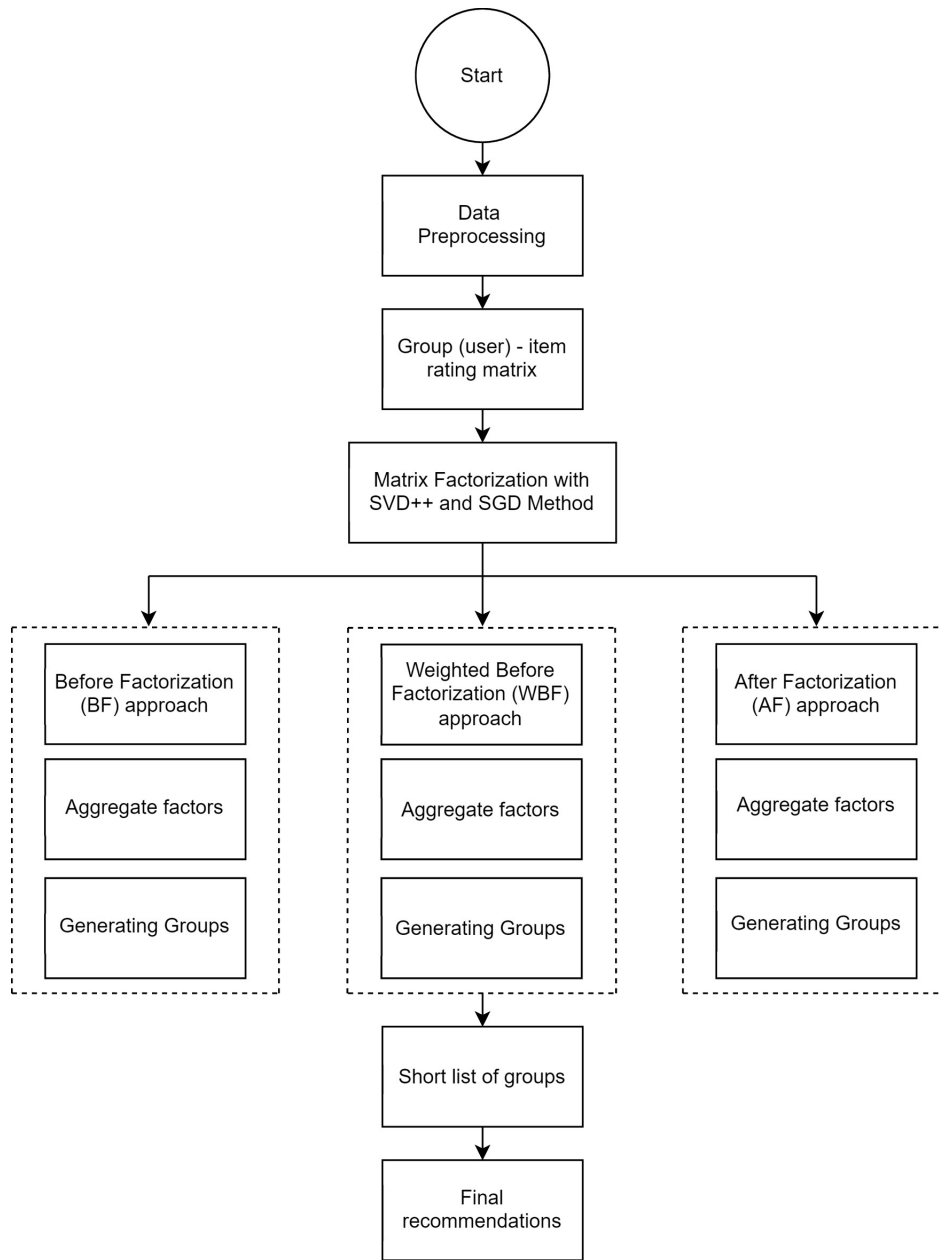 Start
Data
Preprocessing
Group (user) - item
rating matrix
Matrix Factorization with
SVD++ and SGD Method
Before Factorization
(BF) approach
Aggregate factors
Generating Groups
Weighted Before
Factorization (WBF)
approach
Aggregate factors
Generating Groups
After Factorization
(AF) approach
Aggregate factors
Generating Groups
Short list of groups
Final
recommendations